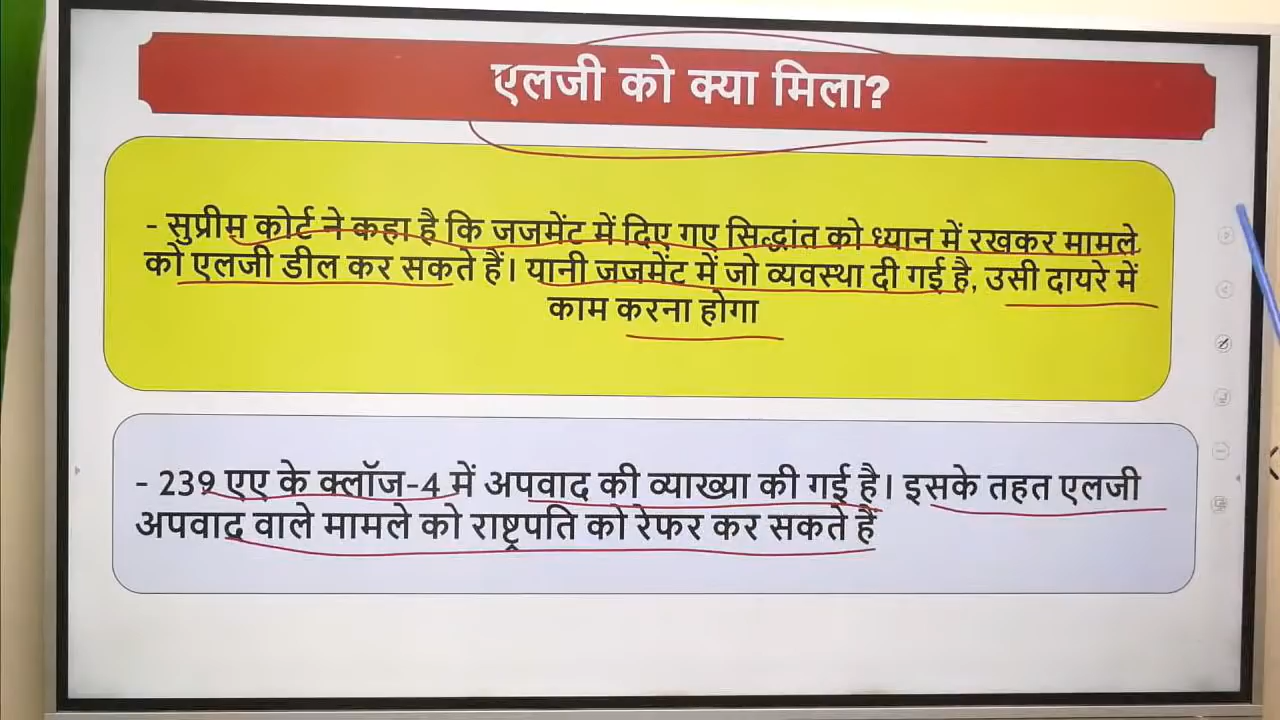 एलजी को क्या मिला?
- सुप्रीम कोर्ट ने कहा है कि जजमेंट में दिए गए सिद्धांत को ध्यान में रखकर मामले
को एलजी डील कर सकते हैं। यानी जजमेंट में जो व्यवस्था दी गई है, उसी दायरे में
काम करना होगा
- 239 एए के क्लॉज-4 में अपवाद की व्याख्या की गई है। इसके तहत एलजी
अपवाद वाले मामले को राष्ट्रपति को रेफर कर सकते हैं